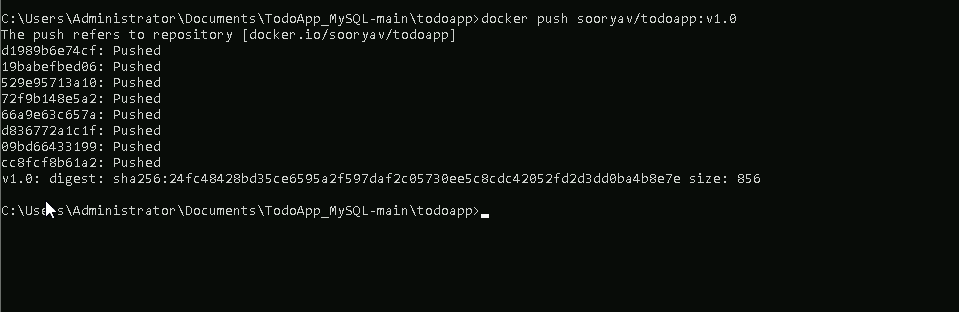 C:\Users\Administrator\Documents\TodoApp_MySQL-main\todoapp>docker push sooryav/todoapp:v1.0
The push refers to repository [docker.io/sooryav/todoapp]
d1989b6e74cf: Pushed
19babefbed06: Pushed
529e95713a10: Pushed
72f9b148e5a2: Pushed
66a9e63c657a: Pushed
d836772a1c1f: Pushed
09bd66433199: Pushed
cc8fcf8b61a2: Pushed
v1.0: digest: sha256:24fc48428bd35ce6595a2f597daf2c05730ee5c8cdc42052fd2d3dd0ba4b8e7e size: 856
C:\Users\Administrator\Documents\TodoApp_MySQL-main\todoapp>